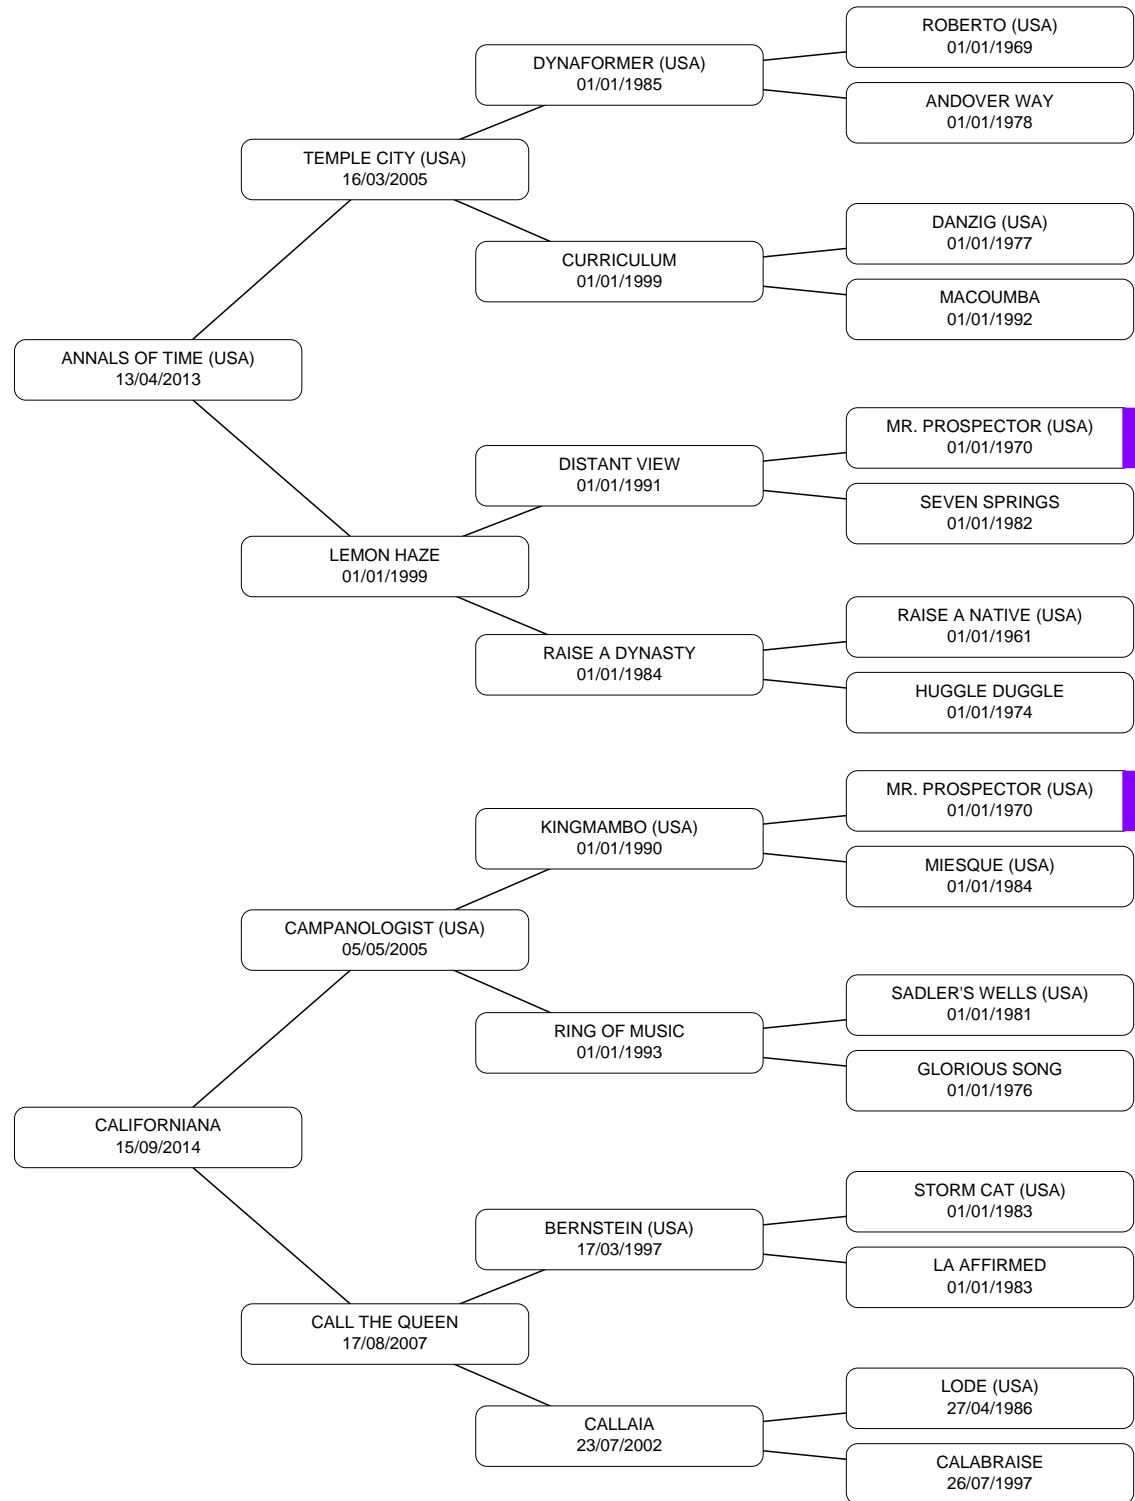 ROBERTO (USA)
01/01/1969
DYNAFORMER (USA)
01/01/1985
ANDOVER WAY
01/01/1978
TEMPLE CITY (USA)
16/03/2005
DANZIG (USA)
01/01/1977
CURRICULUM
01/01/1999
MACOUMBA
01/01/1992
ANNALS OF TIME (USA)
13/04/2013
MR. PROSPECTOR (USA)
01/01/1970
DISTANT VIEW
01/01/1991
SEVEN SPRINGS
01/01/1982
LEMON HAZE
01/01/1999
RAISE A NATIVE (USA)
01/01/1961
RAISE A DYNASTY
01/01/1984
HUGGLE DUGGLE
01/01/1974
MR. PROSPECTOR (USA)
01/01/1970
KINGMAMBO (USA)
01/01/1990
MIESQUE (USA)
01/01/1984
CAMPANOLOGIST (USA)
05/05/2005
SADLER'S WELLS (USA)
01/01/1981
RING OF MUSIC
01/01/1993
GLORIOUS SONG
01/01/1976
CALIFORNIANA
15/09/2014
STORM CAT (USA)
01/01/1983
BERNSTEIN (USA)
17/03/1997
LA AFFIRMED
01/01/1983
CALL THE QUEEN
17/08/2007
LODE (USA)
27/04/1986
CALLAIA
23/07/2002
CALABRAISE
26/07/1997